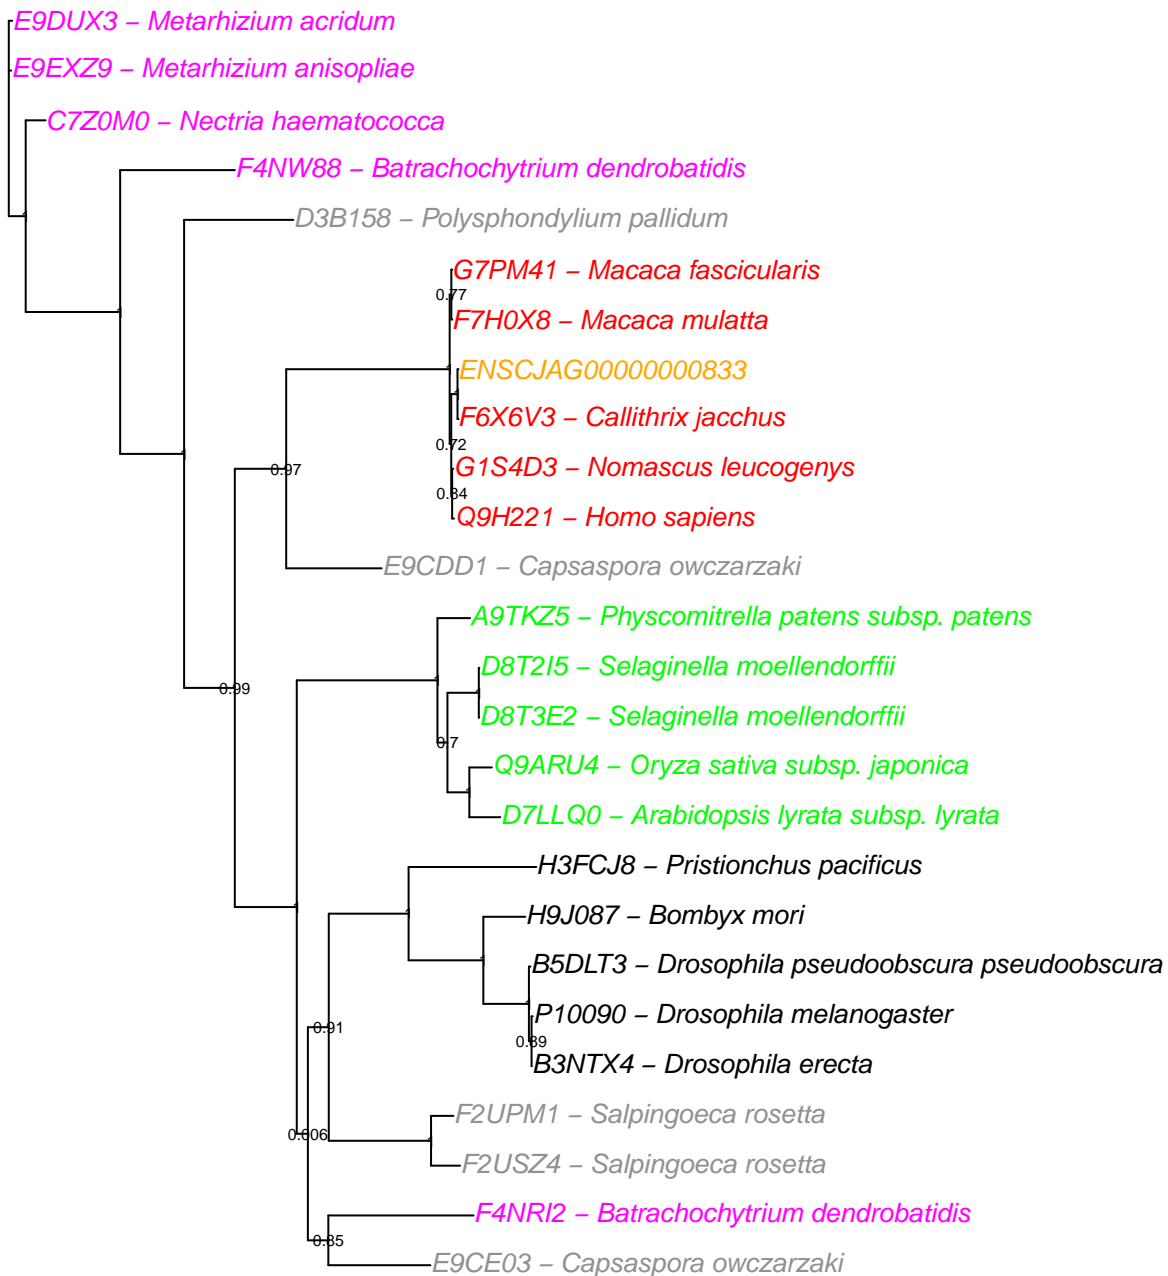 E9DUX3 – Metarhizium acridum
E9EXZ9 – Metarhizium anisopliae
C7Z0M0 – Nectria haematococca
F4NW88 – Batrachochytrium dendrobatidis
D3B158 – Polysphondylium pallidum
G7PM41 – Macaca fascicularis
0.77
F7H0X8 – Macaca mulatta
ENSCJAG00000000833
F6X6V3 – Callithrix jacchus
0.72
G1S4D3 – Nomascus leucogenys
0.97
0.84
Q9H221 – Homo sapiens
E9CDD1 – Capsaspora owczarzaki
A9TKZ5 – Physcomitrella patens subsp. patens
D8T2I5 – Selaginella moellendorffii
0.99
D8T3E2 – Selaginella moellendorffii
0.7
Q9ARU4 – Oryza sativa subsp. japonica
D7LLQ0 – Arabidopsis lyrata subsp. lyrata
H3FCJ8 – Pristionchus pacificus
H9J087 – Bombyx mori
B5DLT3 – Drosophila pseudoobscura pseudoobscura
P10090 – Drosophila melanogaster
0.91
0.89
B3NTX4 – Drosophila erecta
F2UPM1 – Salpingoeca rosetta
0.006
F2USZ4 – Salpingoeca rosetta
F4NRI2 – Batrachochytrium dendrobatidis
0.85
E9CE03 – Capsaspora owczarzaki